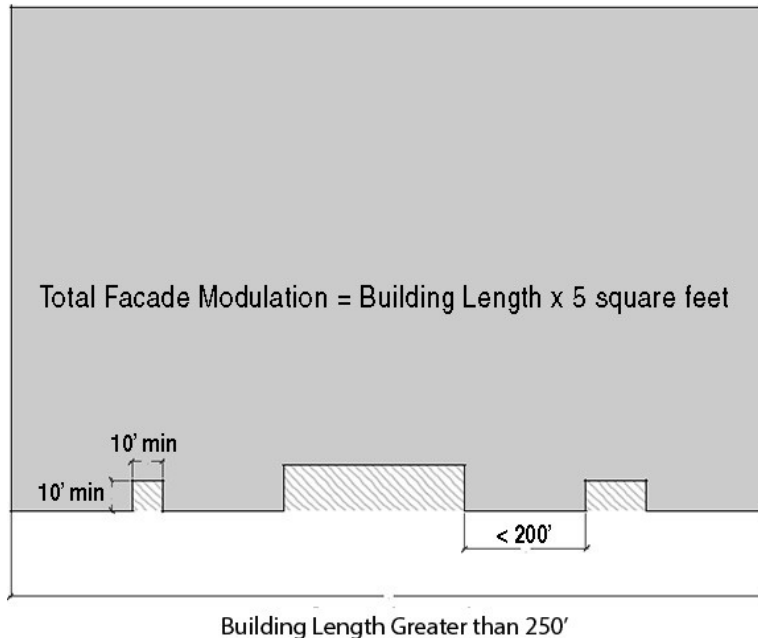 Total Facade Modulation = Building Length x 5 square feet
10' min
10' min
< 200'
Building Length Greater than 250'